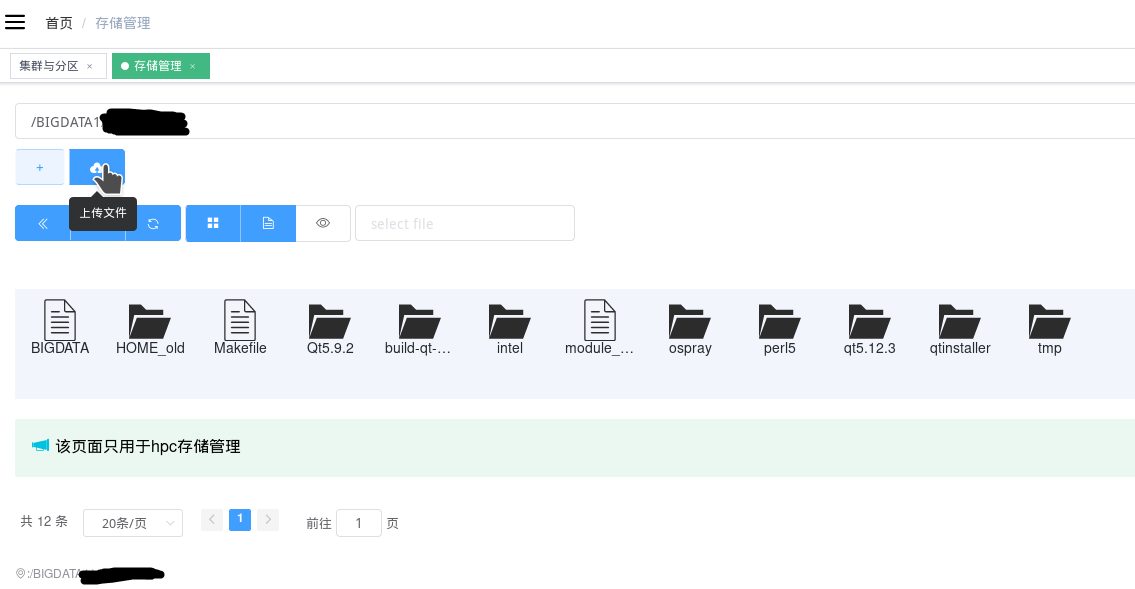 首页 / 存储管理
集群与分区 × 存储管理 ×
/BIGDATA1
+
上传文件
select file
BIGDATA HOME_old Makefile Qt5.9.2 build-qt-... intel module_... ospray perl5 qt5.12.3 qtinstaller tmp
该页面只用于hpc存储管理
共 12 条 20条/页 < 1 > 前往 1 页
:/BIGDATA